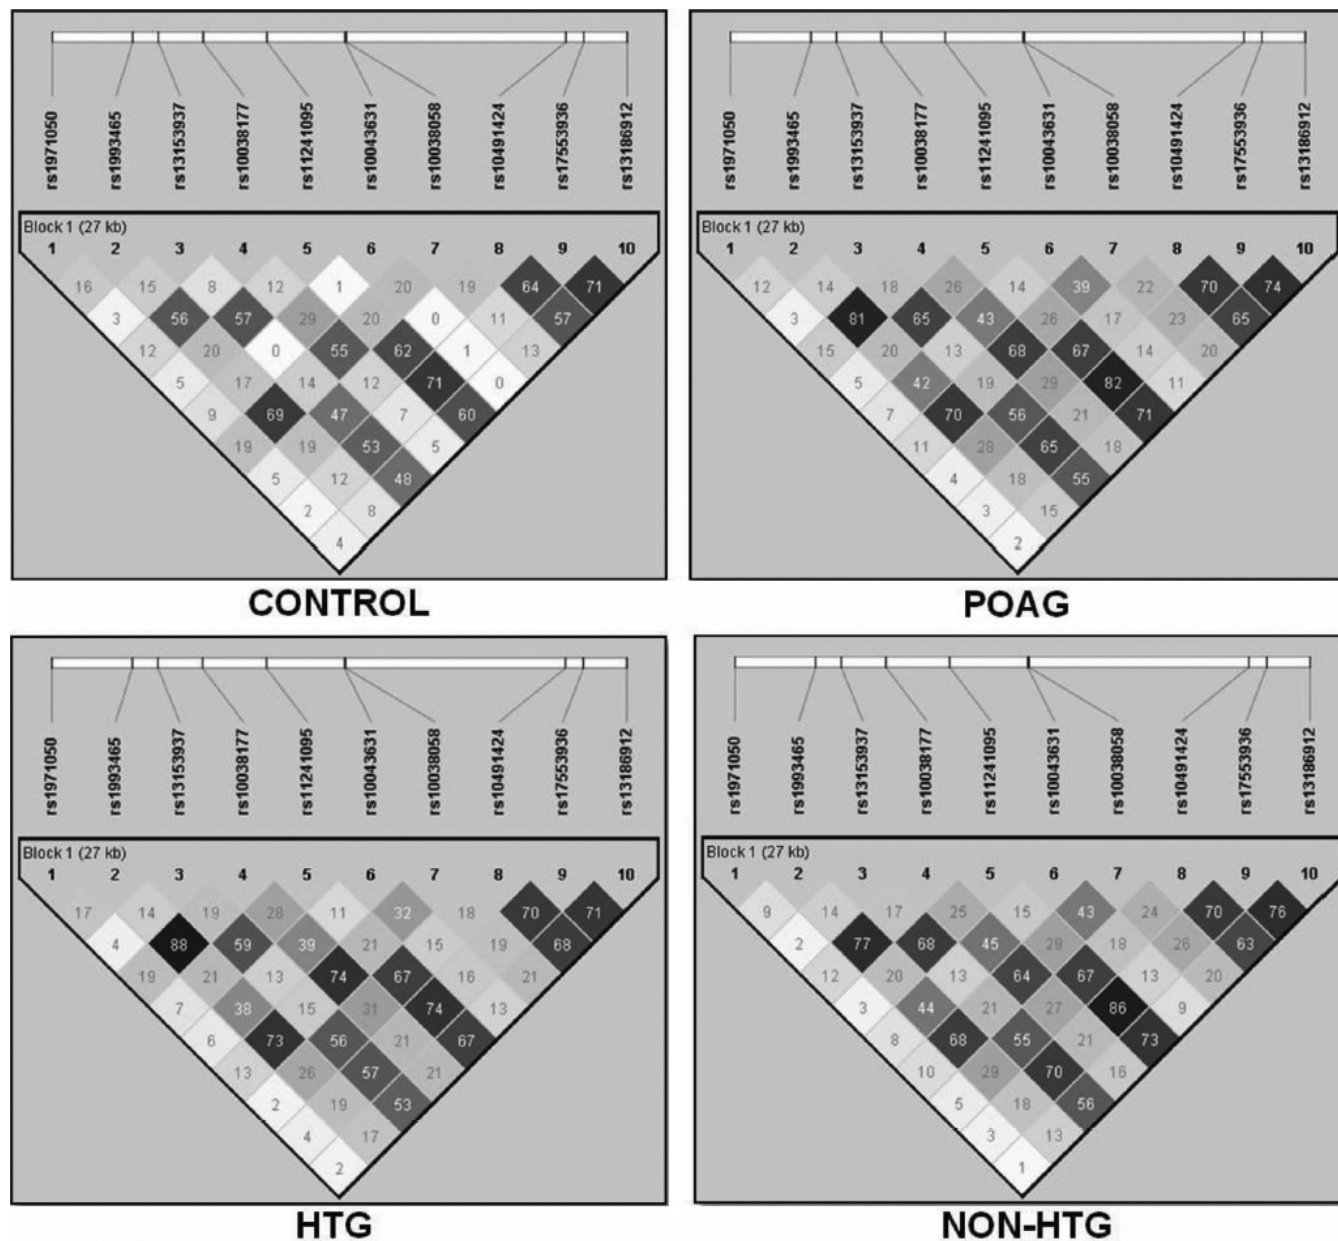 rs1971050
rs1993465
rs13153937
rs10038177
rs11241095
rs10043631
rs10038058
rs10491424
rs17553936
rs13186912
Block 1 (27 kb)
1 2 3 4 5 6 7 8 9 10
16 15 8 12 1 20 19 64 71
3 56 57 29 20 0 11 57
12 20 0 55 62 1 13
5 17 14 12 71 0
9 69 47 7 60
19 19 53 5
5 12 48
2 8
4
CONTROL
rs1971050
rs1993465
rs13153937
rs10038177
rs11241095
rs10043631
rs10038058
rs10491424
rs17553936
rs13186912
Block 1 (27 kb)
1 2 3 4 5 6 7 8 9 10
12 14 18 26 14 39 22 70 74
3 81 65 43 26 17 23 65
15 20 13 68 67 14 20
5 42 19 29 82 11
7 70 56 21 71
11 28 65 18
4 18 55
3 15
2
POAG
rs1971050
rs1993465
rs13153937
rs10038177
rs11241095
rs10043631
rs10038058
rs10491424
rs17553936
rs13186912
Block 1 (27 kb)
1 2 3 4 5 6 7 8 9 10
17 14 19 28 11 32 18 70 71
4 88 59 39 21 15 19 68
19 21 13 74 67 16 21
7 38 15 31 74 13
6 73 56 21 67
13 26 57 21
2 19 53
4 17
2
HTG
rs1971050
rs1993465
rs13153937
rs10038177
rs11241095
rs10043631
rs10038058
rs10491424
rs17553936
rs13186912
Block 1 (27 kb)
1 2 3 4 5 6 7 8 9 10
9 14 17 25 15 43 24 70 76
2 77 68 45 29 18 26 63
12 20 13 64 67 13 20
3 44 21 27 86 9
8 68 55 21 73
10 29 70 16
5 18 56
3 13
1
NON-HTG